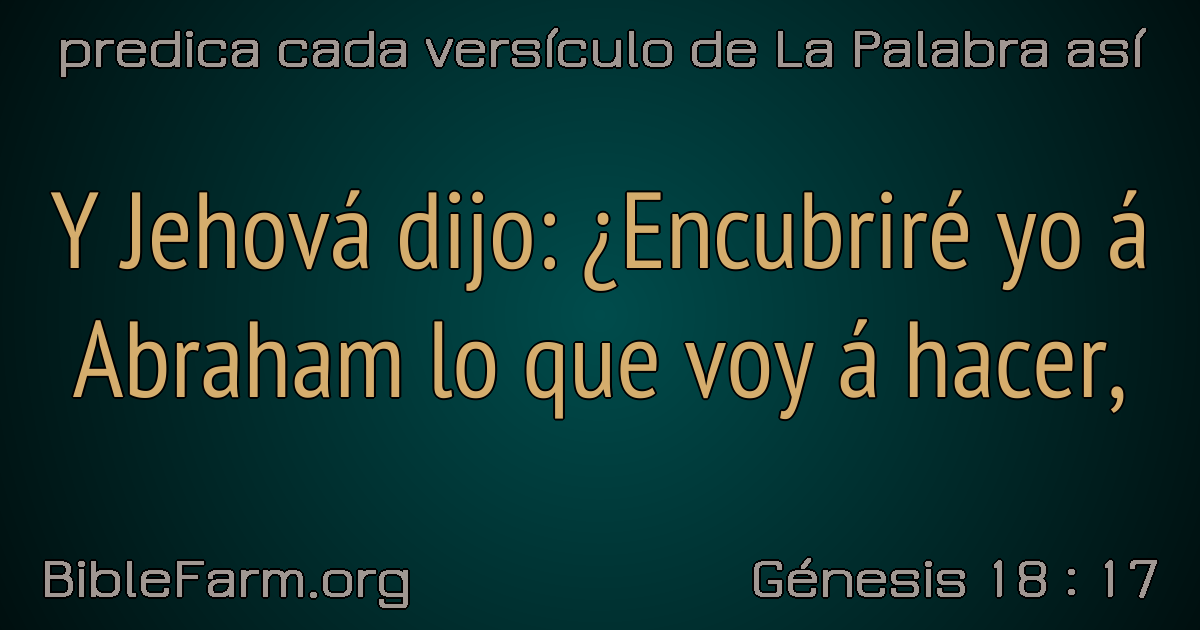 predica cada versículo de La Palabra así
Y Jehová dijo: ¿Encubriré yo á
Abraham lo que voy á hacer,
BibleFarm.org
Génesis 18 : 17